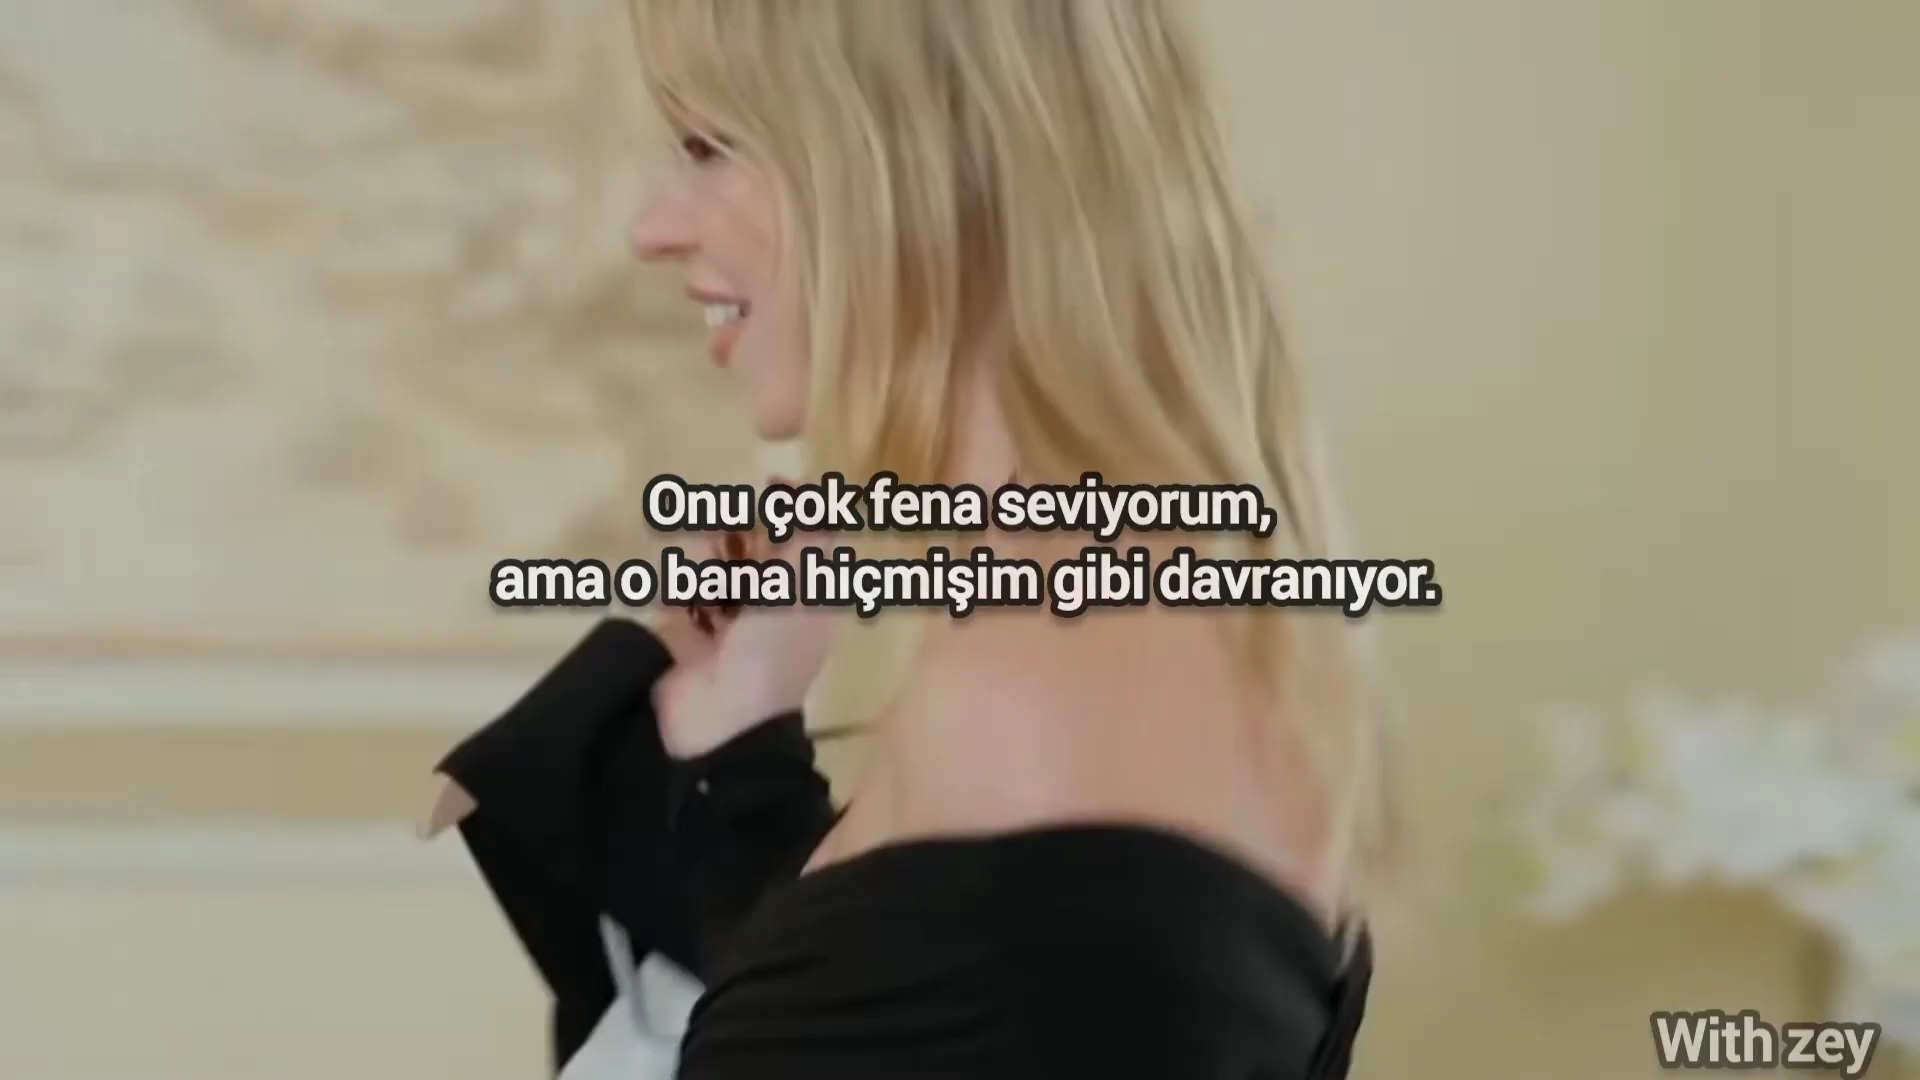 Onu çok fena seviyorum,
ama o bana hiçmişim gibi davranıyor.
With zey